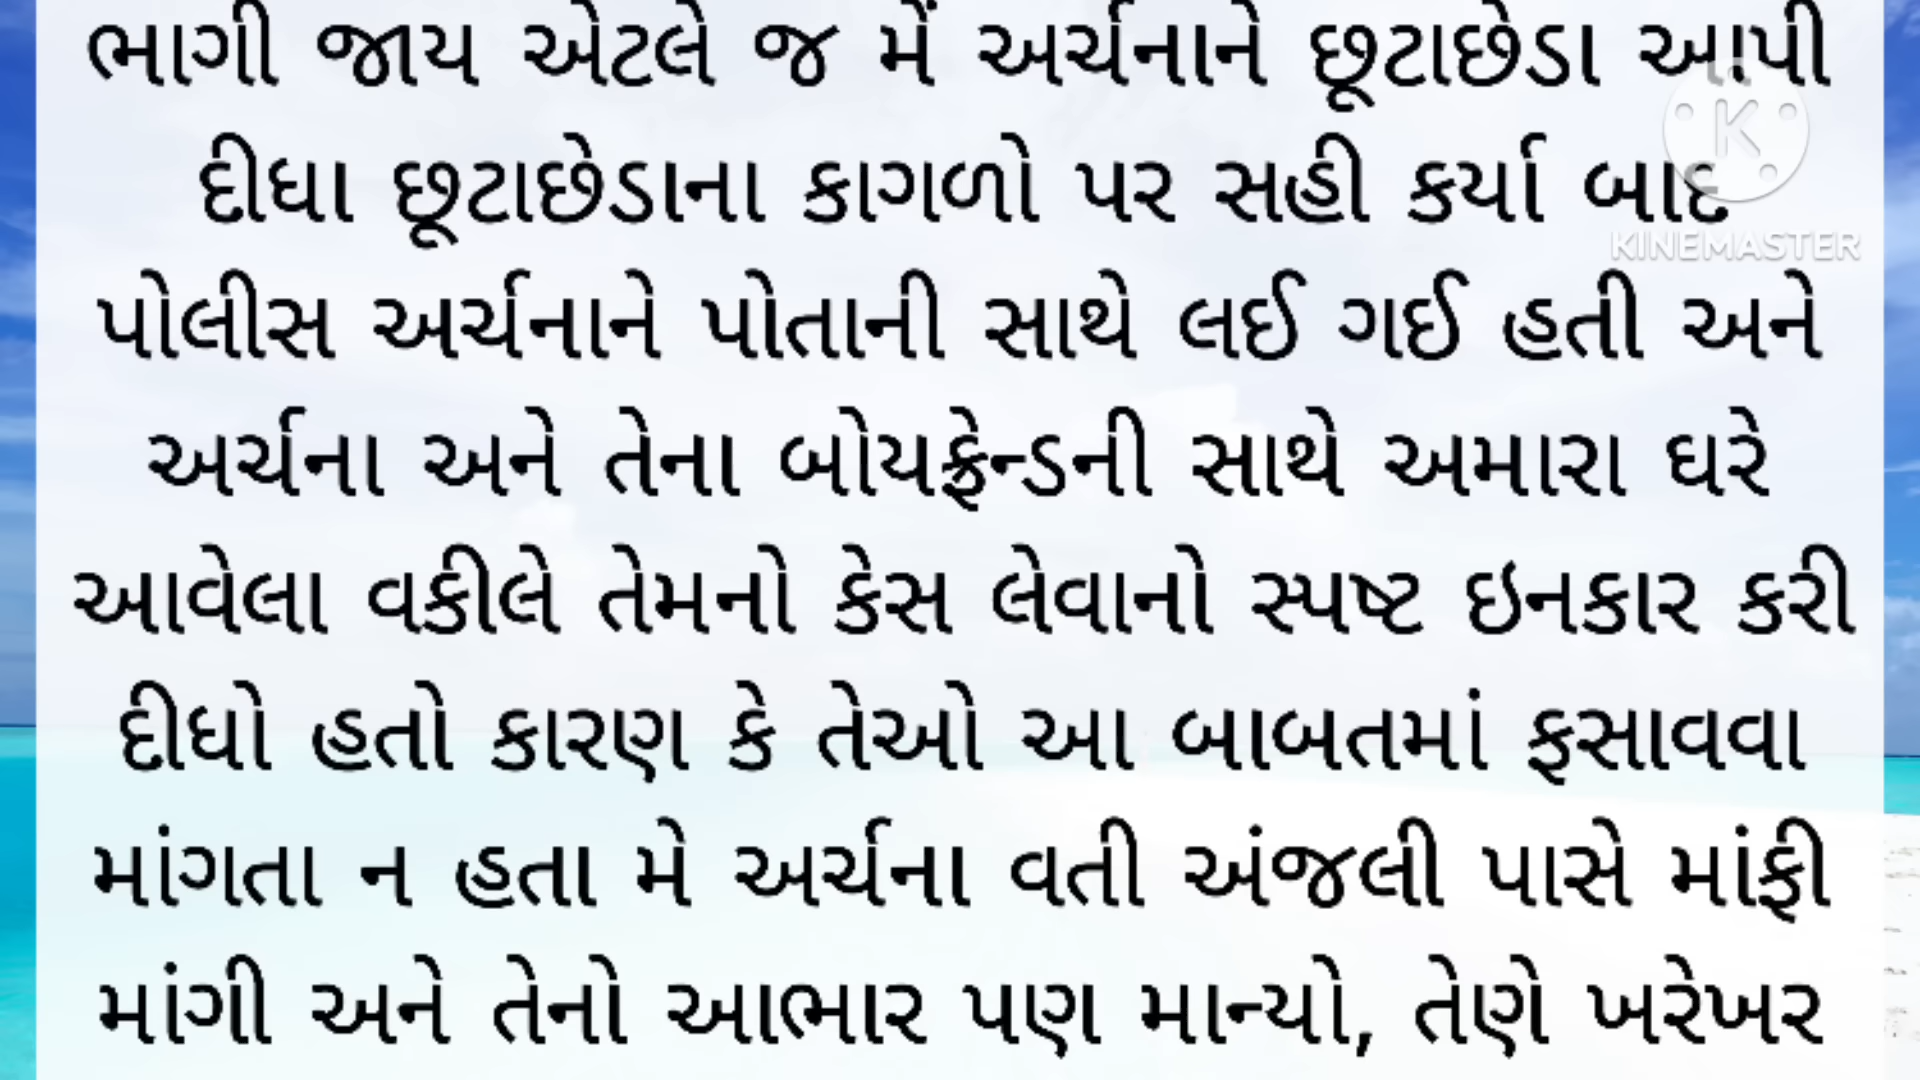 ભાગી જાય એટલે જ મેં અર્ચનાને છૂટાછેડા આપી
દીધા છૂટાછેડાના કાગળો પર સહી કર્યા બાદ
KINEMASTER
પોલીસ અર્ચનાને પોતાની સાથે લઈ ગઈ હતી અને
અર્ચના અને તેના બોયફ્રેન્ડની સાથે અમારા ઘરે
આવેલા વકીલે તેમનો કેસ લેવાનો સ્પષ્ટ ઇનકાર કરી
દીધો હતો કારણ કે તેઓ આ બાબતમાં ફસાવવા
માંગતા ન હતા મે અર્ચના વતી અંજલી પાસે માંફી
માંગી અને તેનો આભાર પણ માન્યો, તેણે ખરેખર